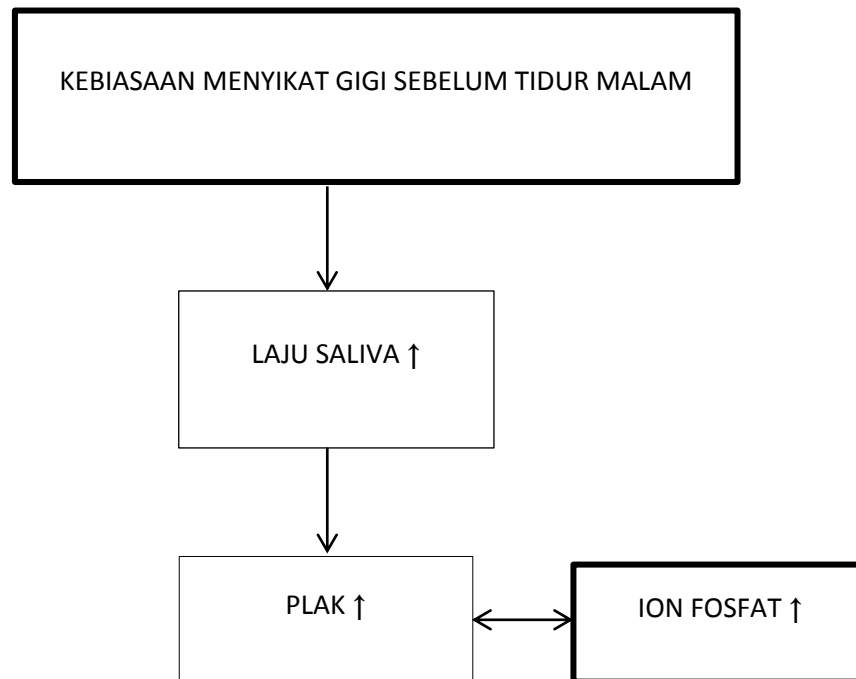 KEBIASAAN MENYIKAT GIGI SEBELUM TIDUR MALAM
LAJU SALIVA ↑
PLAK ↑
ION FOSFAT ↑